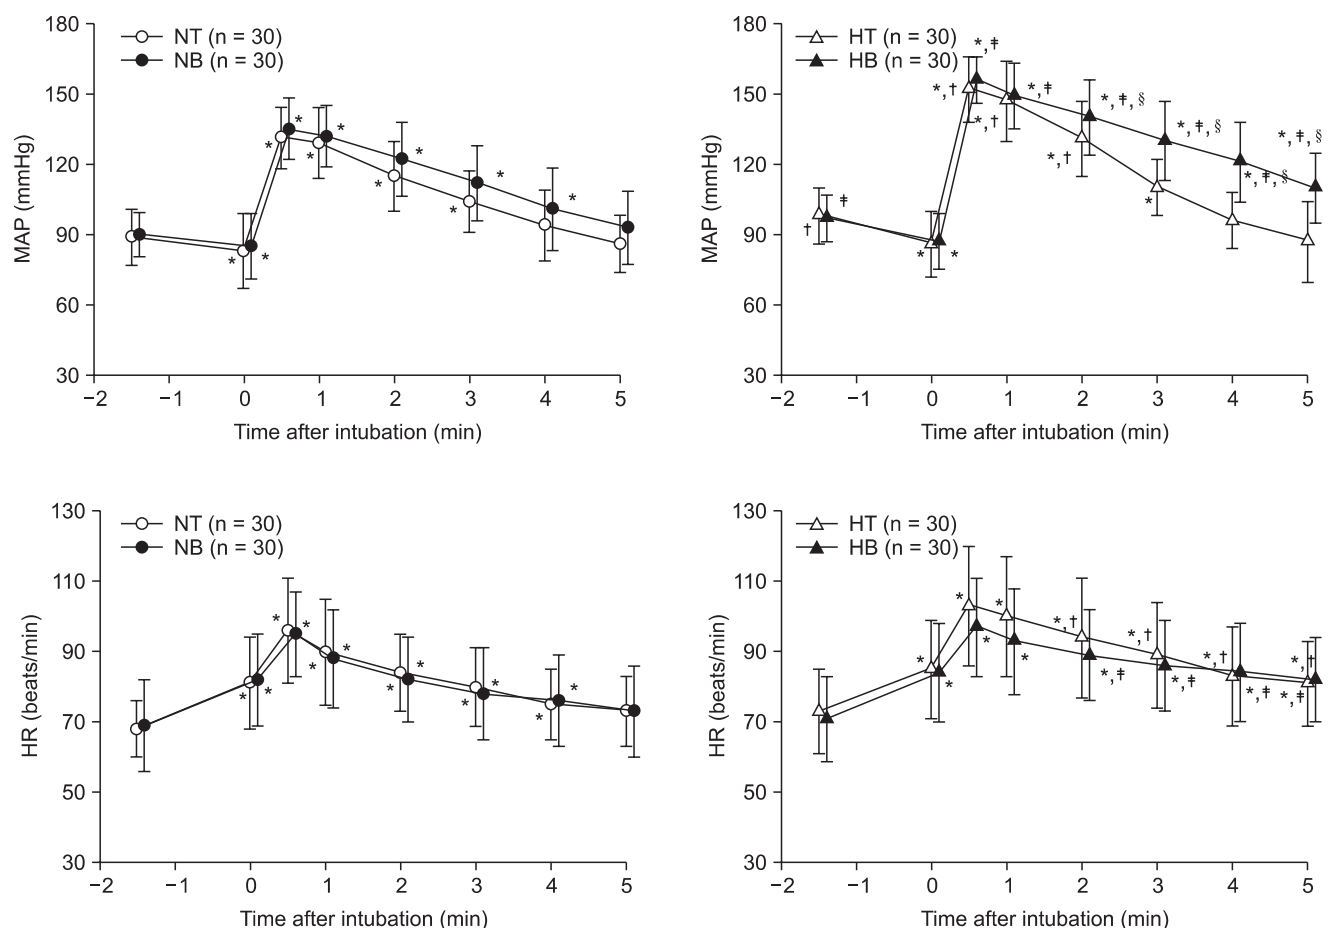 180
150
120
90
60
30
MAP (mmHg)
NT (n = 30)
NB (n = 30)
* * * * * * * * * * * *
−2 −1 0 1 2 3 4 5
Time after intubation (min)
180
150
120
90
60
30
MAP (mmHg)
HT (n = 30)
HB (n = 30)
*,ǂ
*,† *,ǂ
*,ǂ,§
*,†
*,ǂ,§
*,ǂ,§
*,†
*,ǂ,§
ǂ
*
†
* *
−2 −1 0 1 2 3 4 5
Time after intubation (min)
130
110
90
70
50
30
HR (beats/min)
NT (n = 30)
NB (n = 30)
* * * * * * * * * * *
−2 −1 0 1 2 3 4 5
Time after intubation (min)
130
110
90
70
50
30
HR (beats/min)
HT (n = 30)
HB (n = 30)
* *
*,†
*,†
*
*
*,† *,†
*
*,ǂ
*,ǂ
*,ǂ *,ǂ
−2 −1 0 1 2 3 4 5
Time after intubation (min)